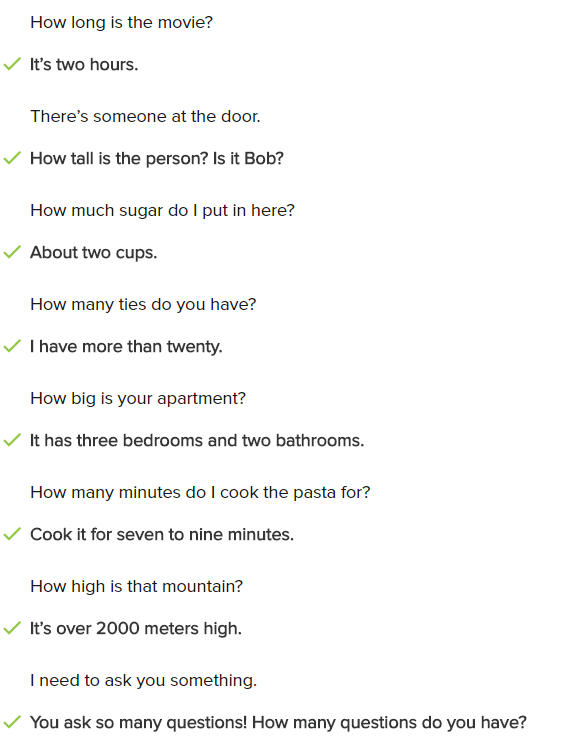 How long is the movie?
It's two hours.
There's someone at the door.
How tall is the person? Is it Bob?
How much sugar do I put in here?
About two cups.
How many ties do you have?
I have more than twenty.
How big is your apartment?
It has three bedrooms and two bathrooms.
How many minutes do I cook the pasta for?
Cook it for seven to nine minutes.
How high is that mountain?
It's over 2000 meters high.
I need to ask you something.
You ask so many questions! How many questions do you have?